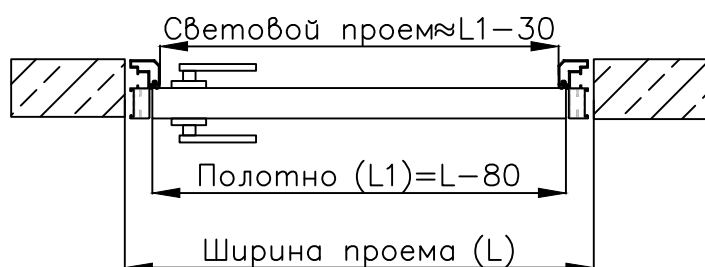 Световой проем≈L1-30
Полотно (L1)=L-80
Ширина проема (L)